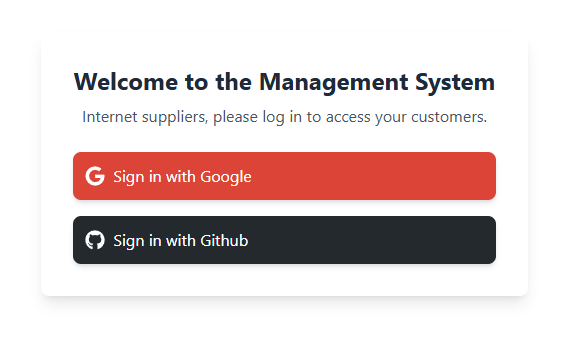 Welcome to the Management System
Internet suppliers, please log in to access your customers.
Sign in with Google
Sign in with Github